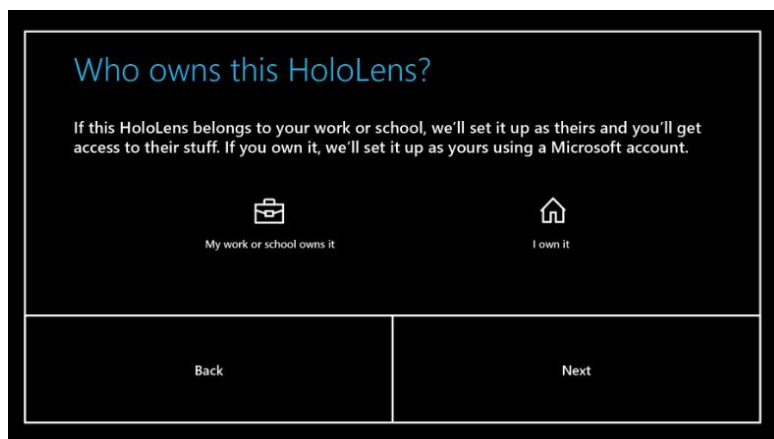 Who owns this HoloLens?
If this HoloLens belongs to your work or school, we'll set it up as theirs and you'll get
access to their stuff. If you own it, we'll set it up as yours using a Microsoft account.
My work or school owns it
I own it
Back
Next